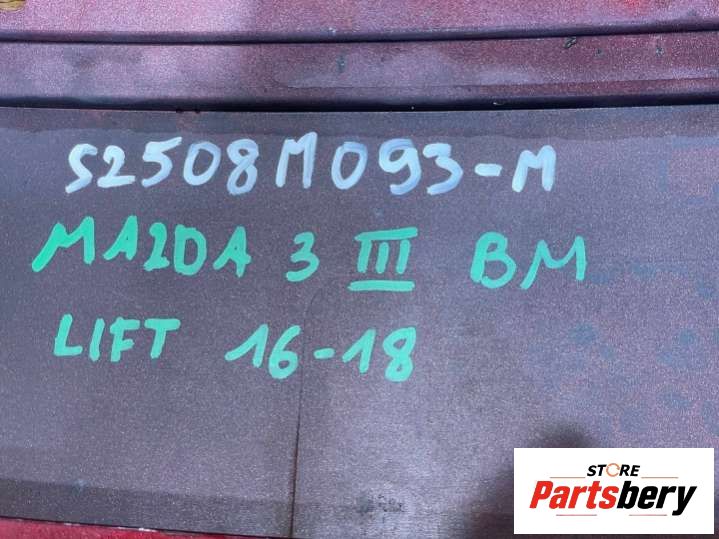 S2508M093-M
MAZDA 3 III BM
LIFT 16-18
STORE
Partsbery